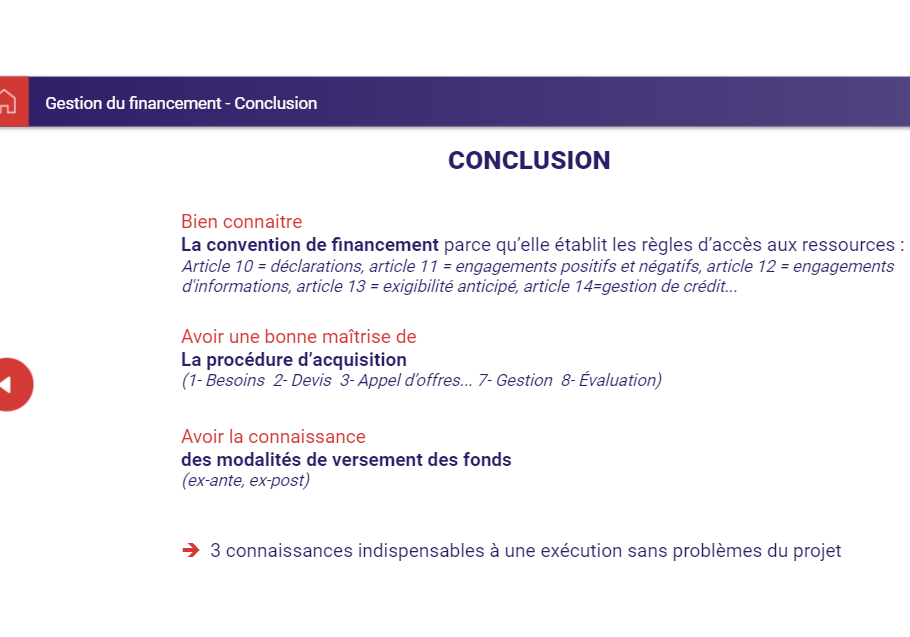 Gestion du financement - Conclusion
CONCLUSION
Bien connaitre
La convention de financement parce qu'elle établit les règles d'accès aux ressources :
Article 10 = déclarations, article 11 = engagements positifs et négatifs, article 12 = engagements
d'informations, article 13 = exigibilité anticipé, article 14=gestion de crédit...
Avoir une bonne maîtrise de
La procédure d'acquisition
(1- Besoins 2- Devis 3- Appel d'offres... 7- Gestion 8- Évaluation)
Avoir la connaissance
des modalités de versement des fonds
(ex-ante, ex-post)
➔ 3 connaissances indispensables à une exécution sans problèmes du projet